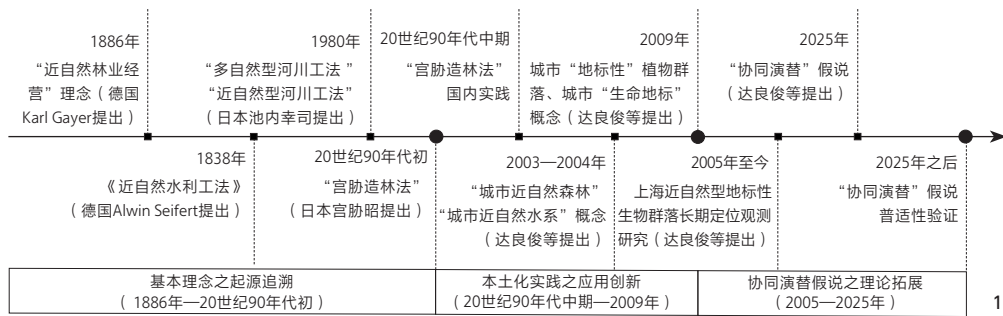 1886年
“近自然林业经
营”理念（德国
Karl Gayer提出）
1980年
“多自然型河川工法 ”
“近自然型河川工法”
（日本池内幸司提出）
20世纪90年代中期
“宫胁造林法”
国内实践
2009年
城市“地标性”植物群
落、城市“生命地标”
概念（达良俊等提出）
2025年
“协同演替”假说
（达良俊等提出）
1838年
《近自然水利工法》
（德国Alwin Seifert提出）
20世纪90年代初
“宫胁造林法”
（日本宫胁昭提出）
2003—2004年
“城市近自然森林”
“城市近自然水系”概念
（达良俊等提出）
2005年至今
上海近自然型地标性
生物群落长期定位观测
研究（达良俊等提出）
2025年之后
“协同演替”假说
普适性验证
基本理念之起源追溯
（1886年—20世纪90年代初）
本土化实践之应用创新
（20世纪90年代中期—2009年）
协同演替假说之理论拓展
（2005—2025年）
1